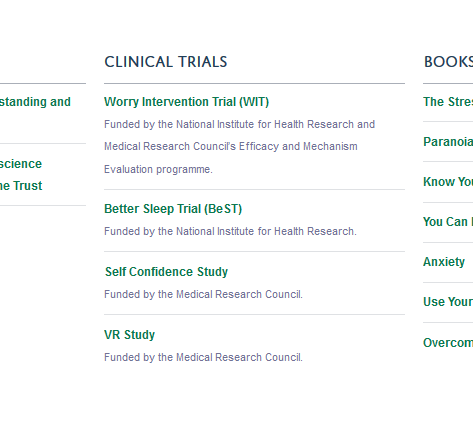 standing and
science
he Trust
CLINICAL TRIALS
Worry Intervention Trial (WIT)
Funded by the National Institute for Health Research and
Medical Research Council's Efficacy and Mechanism
Evaluation programme.
Better Sleep Trial (BeST)
Funded by the National Institute for Health Research.
Self Confidence Study
Funded by the Medical Research Council.
VR Study
Funded by the Medical Research Council.
BOOKS
The Stres
Paranoia
Know You
You Can
Anxiety
Use Your
Overcom